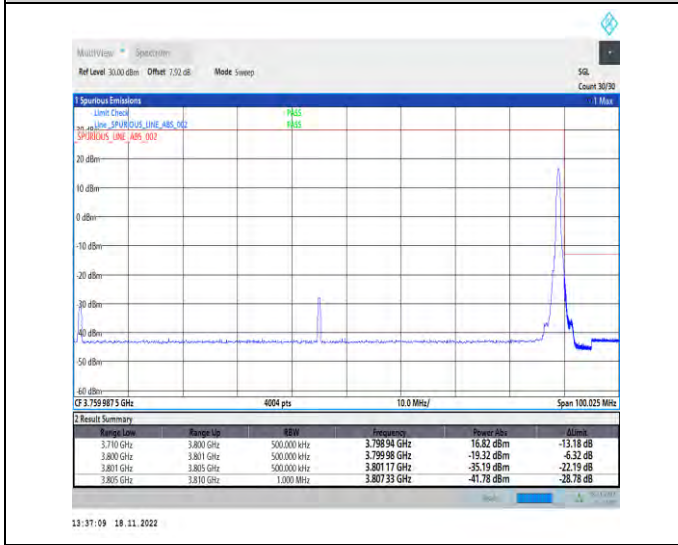 MultiView Spectrum
Ref Level 30.00 dBm Offset 7.92 dB Mode Sweep SGL
Count 30/30
1 Spurious Emissions 1 Max
Limit Check PASS
Line _SPURIOUS_LINE_ABS_002 PASS
_SPURIOUS_LINE_ABS_002
20 dBm
10 dBm
0 dBm
-10 dBm
-20 dBm
-30 dBm
-40 dBm
-50 dBm
-60 dBm
CF 3.759 987 5 GHz 4004 pts 10.0 MHz/ Span 100.025 MHz
2 Result Summary
Range Low Range Up RBW Frequency Power Abs ΔLimit
3.710 GHz 3.800 GHz 500.000 kHz 3.798 94 GHz 16.82 dBm -13.18 dB
3.800 GHz 3.801 GHz 500.000 kHz 3.799 98 GHz -19.32 dBm -6.32 dB
3.801 GHz 3.805 GHz 500.000 kHz 3.801 17 GHz -35.19 dBm -22.19 dB
3.805 GHz 3.810 GHz 1.000 MHz 3.807 33 GHz -41.78 dBm -28.78 dB
13:37:09 18.11.2022